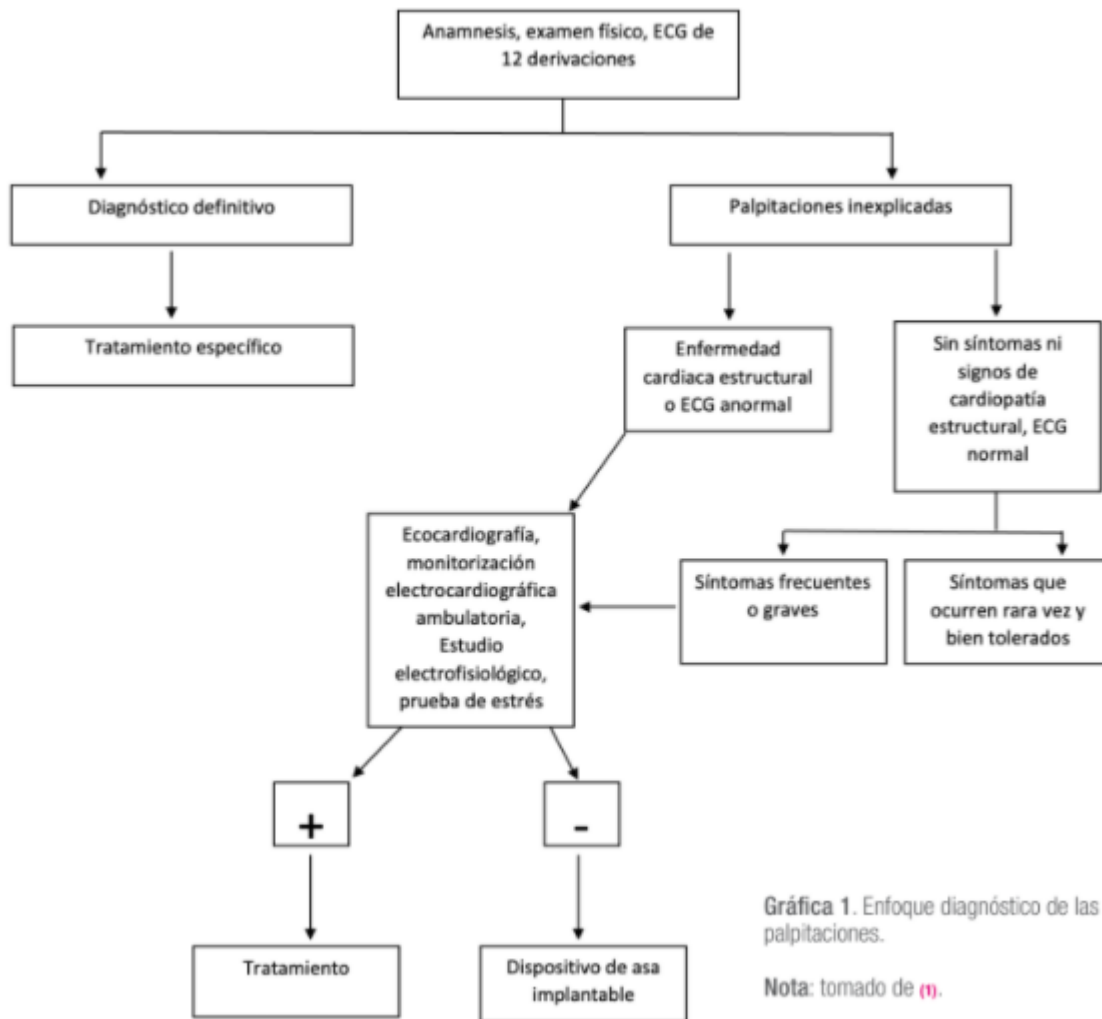 Anamnesis, examen físico, ECG de
12 derivaciones
Diagnóstico definitivo
Palpitaciones inexplicadas
Tratamiento específico
Enfermedad
cardiaca estructural
o ECG anormal
Sin síntomas ni
signos de
cardiopatía
estructural, ECG
normal
Ecocardiografía,
monitorización
electrocardiográfica
ambulatoria,
Estudio
electrofisiológico,
prueba de estrés
Síntomas frecuentes
o graves
Síntomas que
ocurren rara vez y
bien tolerados
+
-
Tratamiento
Dispositivo de asa
implantable
Gráfica 1. Enfoque diagnóstico de las
palpitaciones.
Nota: tomado de (1).